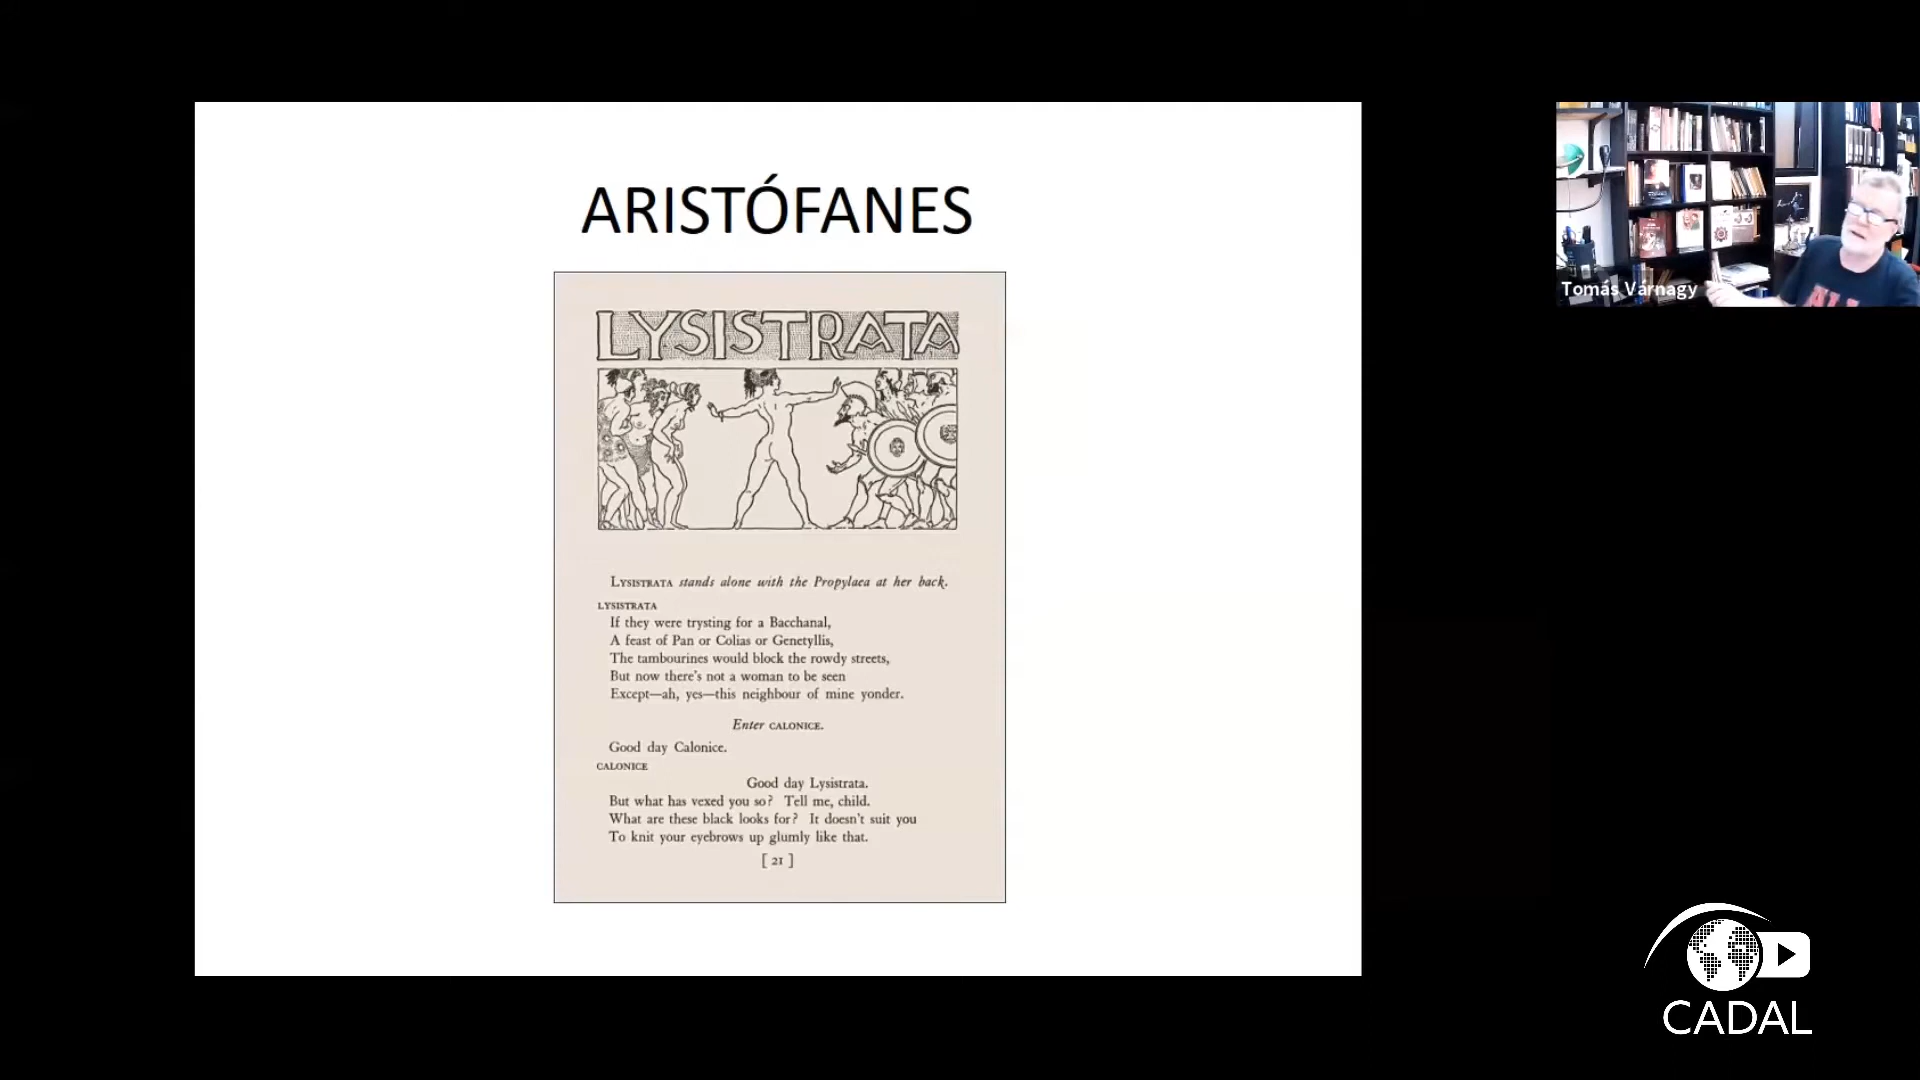 ARISTÓFANES
LYSISTRATA
LYSISTRATA stands alone with the Propylaea at her back.
LYSISTRATA
If they were trysting for a Bacchanal,
A feast of Pan or Colias or Genetyllis,
The tambourines would block the rowdy streets,
But now there's not a woman to be seen
Except—ah, yes—this neighbour of mine yonder.
Enter CALONICE.
Good day Calonice.
CALONICE
Good day Lysistrata.
But what has vexed you so? Tell me, child.
What are these black looks for? It doesn't suit you
To knit your eyebrows up glumly like that.
[ 21 ]
Tomás Várnagy
CADAL